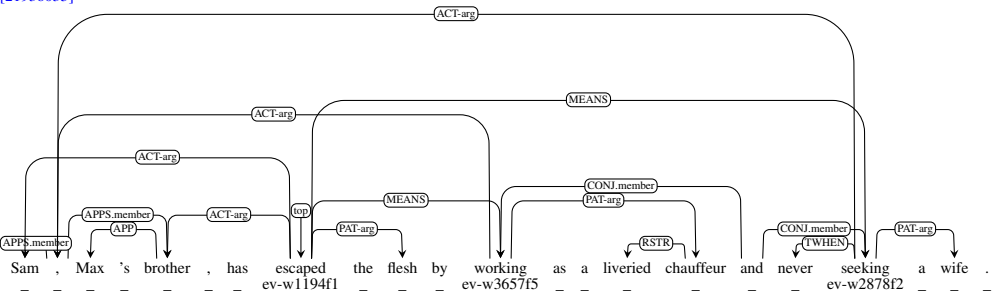 ACT-arg
MEANS
ACT-arg
ACT-arg
CONJ.member
MEANS PAT-arg
top
APPS.member ACT-arg
APP PAT-arg CONJ.member PAT-arg
APPS.member RSTR TWHEN
Sam , Max 's brother , has escaped the flesh by working as a liveried chauffeur and never seeking a wife .
_ _ _ _ _ _ _ ev-w1194f1 _ _ _ ev-w3657f5 _ _ _ _ _ _ ev-w2878f2 _ _ _